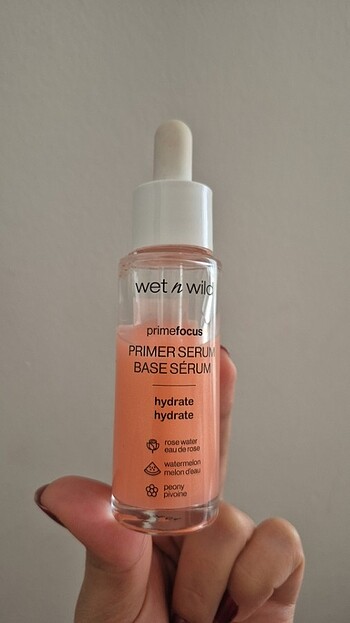 wet n wild
primefocus
PRIMER SERUM
BASE SÉRUM
hydrate
hydrate
rose water
eau de rose
watermelon
melon d'eau
peony
pivoine